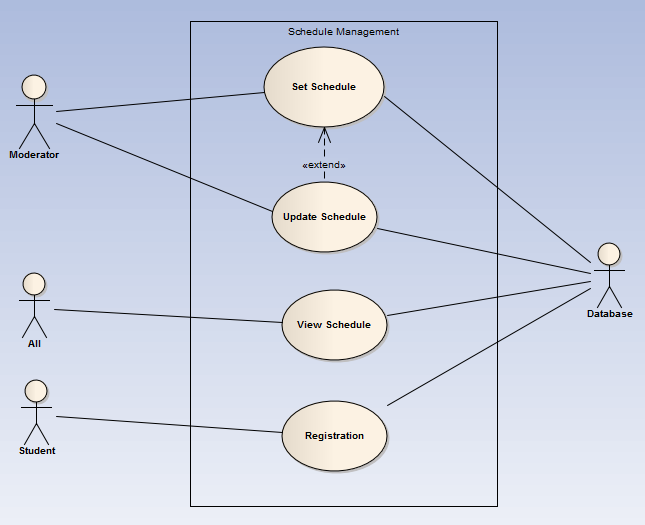 Schedule Management
Set Schedule
Moderator
«extend»
Update Schedule
Database
View Schedule
All
Registration
Student